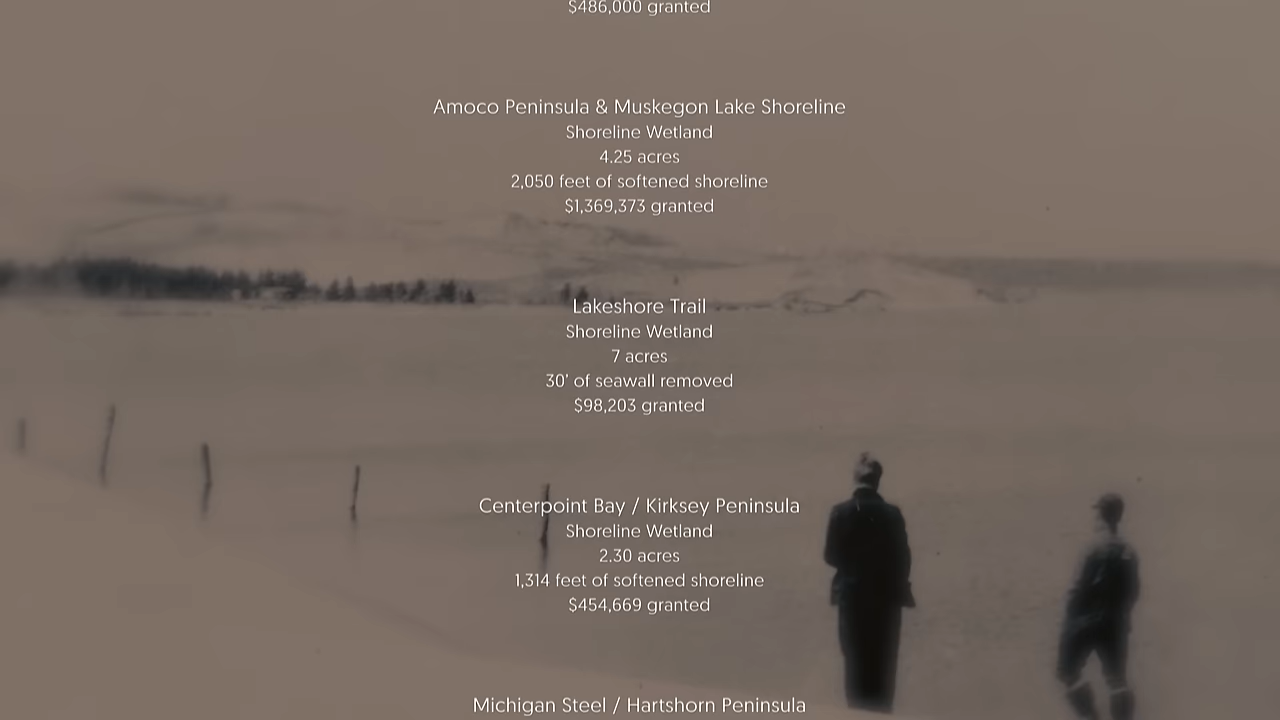 $486,000 granted
Amoco Peninsula & Muskegon Lake Shoreline
Shoreline Wetland
4.25 acres
2,050 feet of softened shoreline
$1,369,373 granted
Lakeshore Trail
Shoreline Wetland
7 acres
30' of seawall removed
$98,203 granted
Centerpoint Bay / Kirksey Peninsula
Shoreline Wetland
2.30 acres
1,314 feet of softened shoreline
$454,669 granted
Michigan Steel / Hartshorn Peninsula